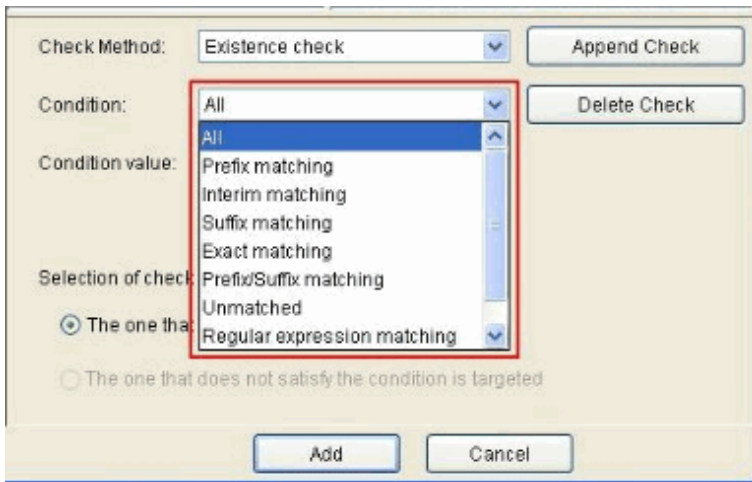 Check Method: Existence check Append Check
Condition: All Delete Check
All
Condition value: Prefix matching
Interim matching
Suffix matching
Exact matching
Selection of check Prefix/Suffix matching
Unmatched
The one tha Regular expression matching
The one that does not satisfy the condition is targeted
Add Cancel